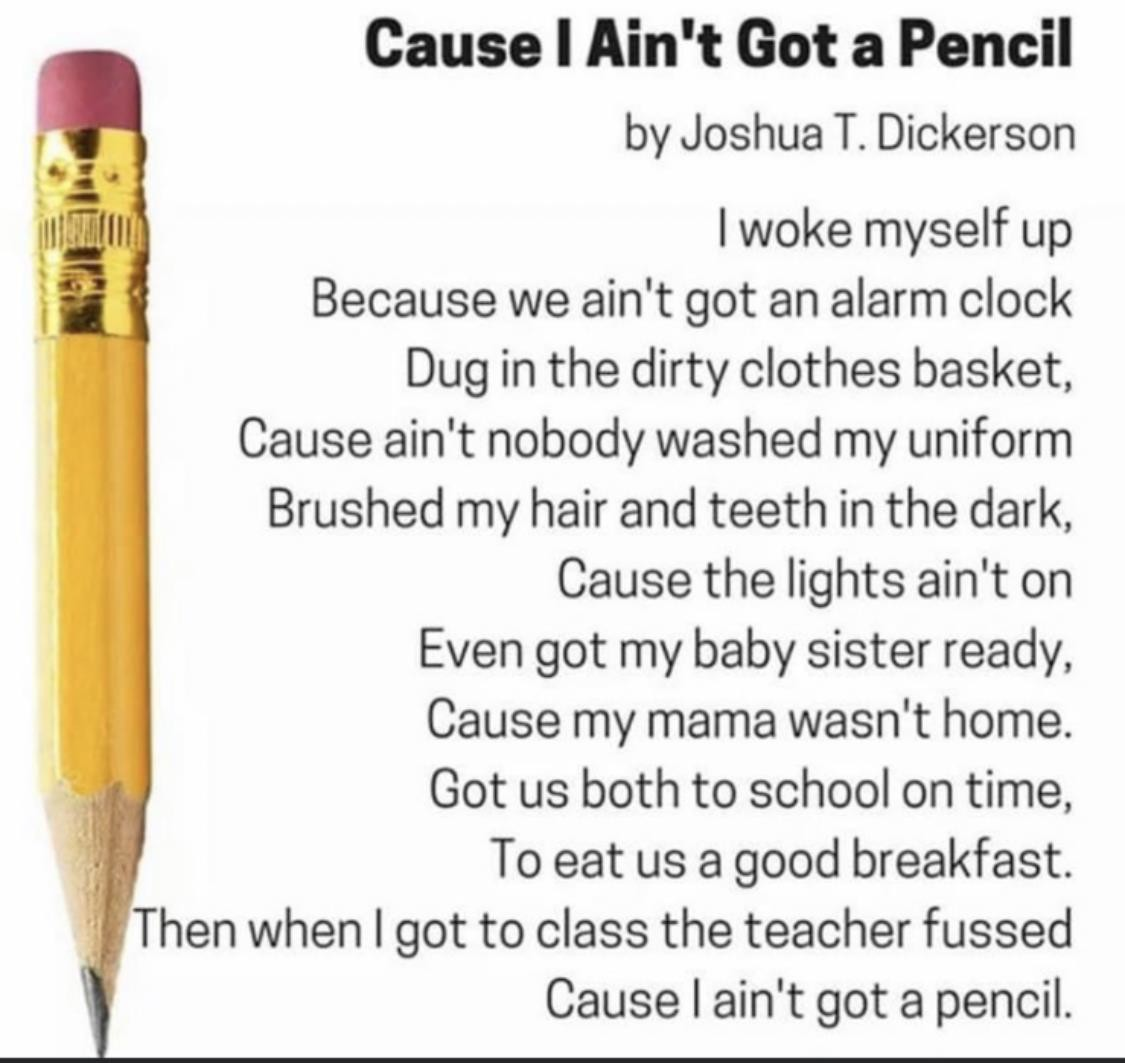 Cause I Ain't Got a Pencil
by Joshua T. Dickerson
I woke myself up
Because we ain't got an alarm clock
Dug in the dirty clothes basket,
Cause ain't nobody washed my uniform
Brushed my hair and teeth in the dark,
Cause the lights ain't on
Even got my baby sister ready,
Cause my mama wasn't home.
Got us both to school on time,
To eat us a good breakfast.
Then when I got to class the teacher fussed
Cause I ain't got a pencil.